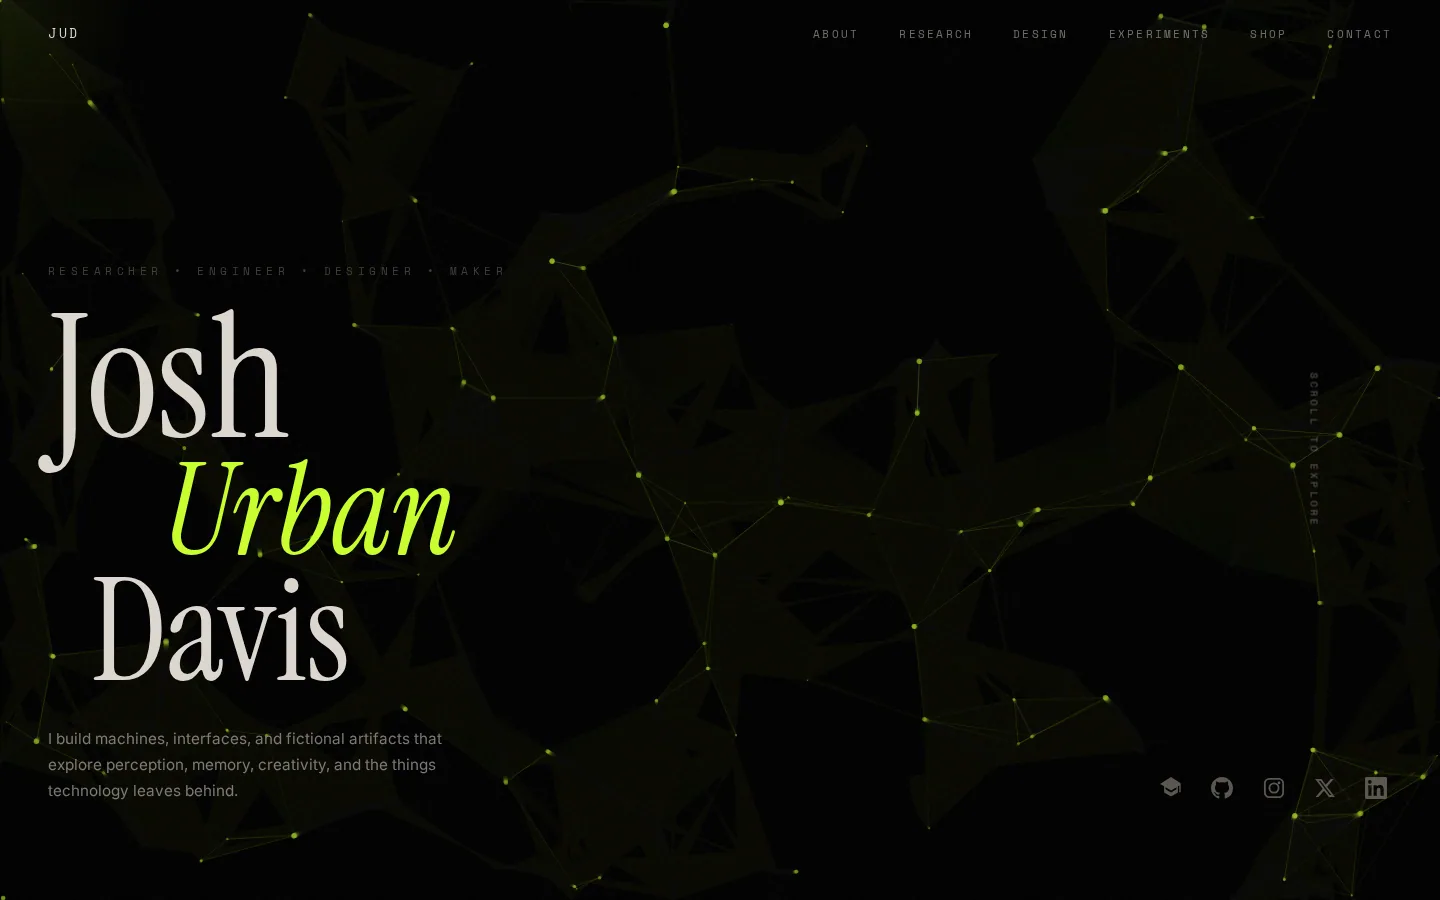 JUD
ABOUT RESEARCH DESIGN EXPERIMENTS SHOP CONTACT
RESEARCHER • ENGINEER • DESIGNER • MAKER
Josh
Urban
Davis
I build machines, interfaces, and fictional artifacts that
explore perception, memory, creativity, and the things
technology leaves behind.
SCROLL TO EXPLORE